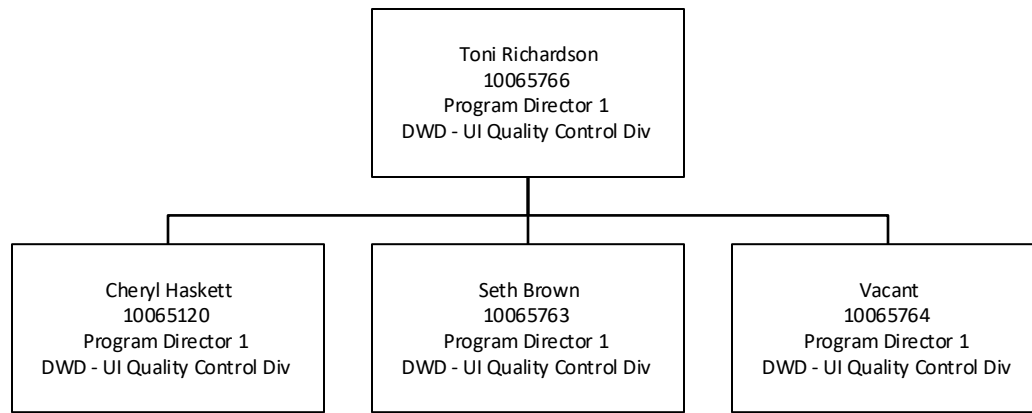 Toni Richardson
10065766
Program Director 1
DWD - UI Quality Control Div
Cheryl Haskett
10065120
Program Director 1
DWD - UI Quality Control Div
Seth Brown
10065763
Program Director 1
DWD - UI Quality Control Div
Vacant
10065764
Program Director 1
DWD - UI Quality Control Div